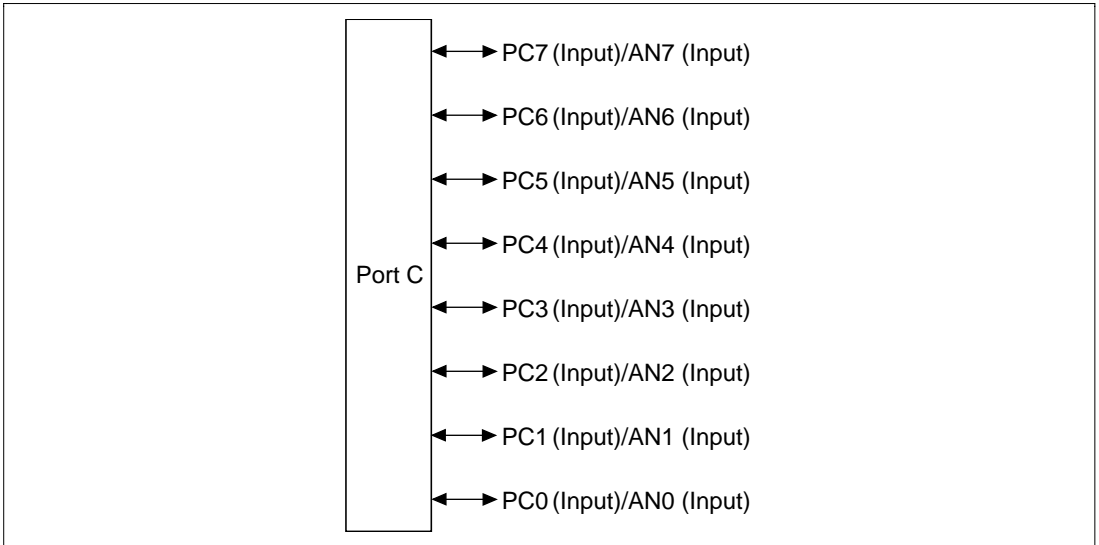 PC7 (Input)/AN7 (Input)
PC6 (Input)/AN6 (Input)
PC5 (Input)/AN5 (Input)
PC4 (Input)/AN4 (Input)
Port C
PC3 (Input)/AN3 (Input)
PC2 (Input)/AN2 (Input)
PC1 (Input)/AN1 (Input)
PC0 (Input)/AN0 (Input)